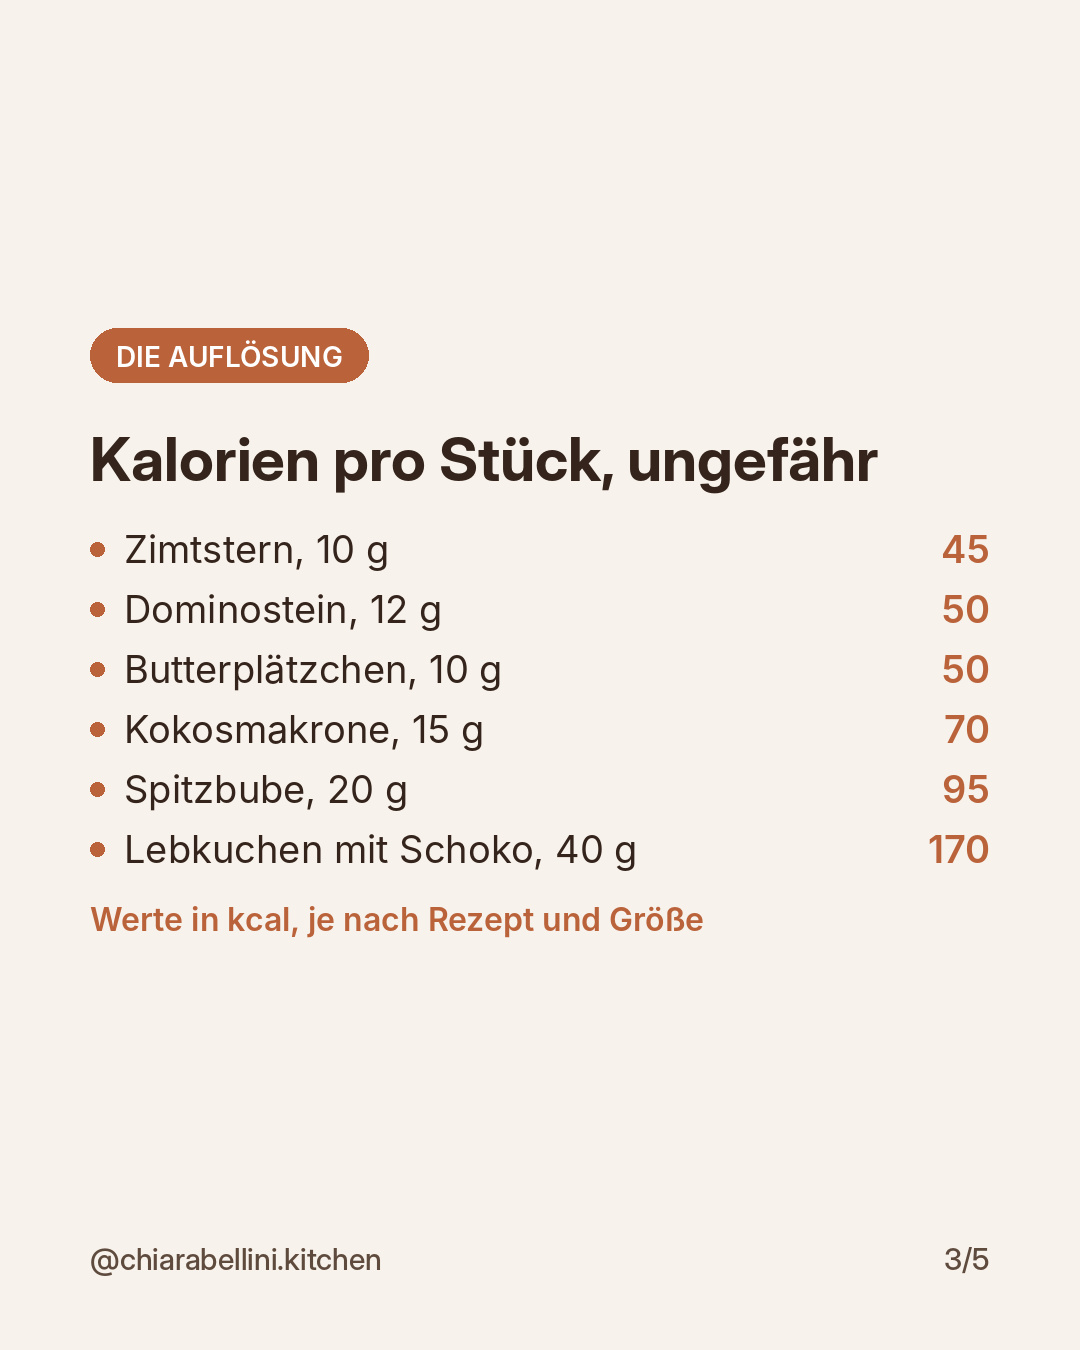 DIE AUFLÖSUNG
Kalorien pro Stück, ungefähr
Zimtstern, 10 g 45
Dominostein, 12 g 50
Butterplätzchen, 10 g 50
Kokosmakrone, 15 g 70
Spitzbube, 20 g 95
Lebkuchen mit Schoko, 40 g 170
Werte in kcal, je nach Rezept und Größe
@chiarabellini.kitchen 3/5